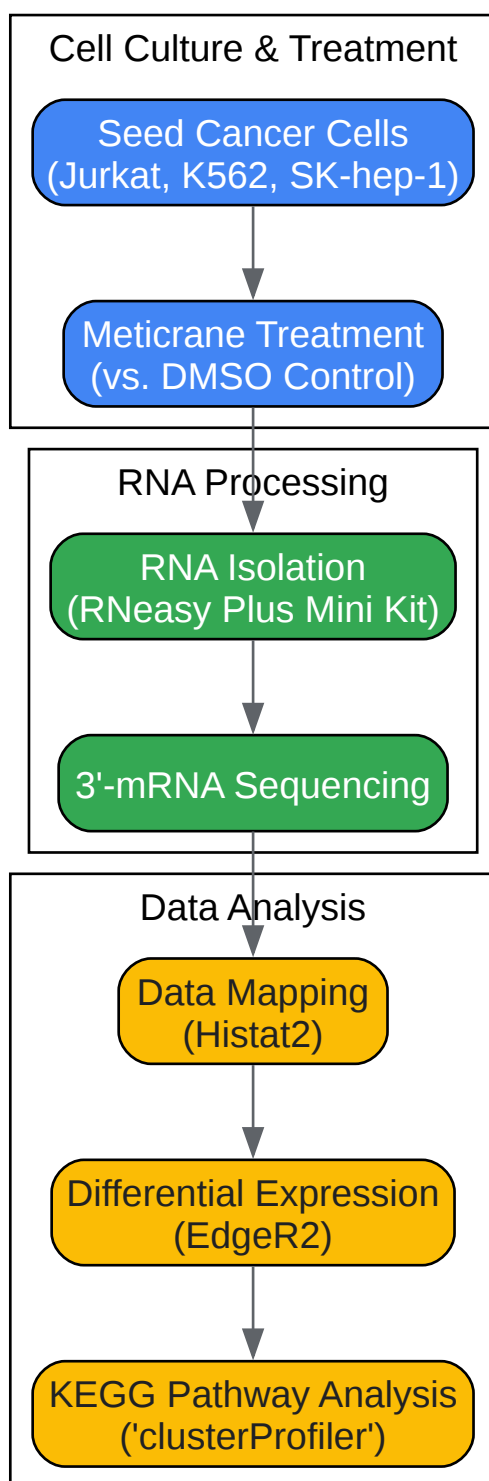 Cell Culture & Treatment
Seed Cancer Cells
(Jurkat, K562, SK-hep-1)
Meticrane Treatment
(vs. DMSO Control)
RNA Processing
RNA Isolation
(RNeasy Plus Mini Kit)
3'-mRNA Sequencing
Data Analysis
Data Mapping
(Histat2)
Differential Expression
(EdgeR2)
KEGG Pathway Analysis
('clusterProfiler')